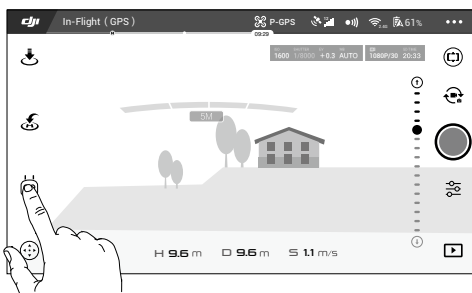 dji In-Flight ( GPS ) P-GPS 61%
09:29
1600 1/8000 +0.3 AUTO 1080P/30 20:33
5M
H 9.6 m D 9.6 m S 1.1 m/s